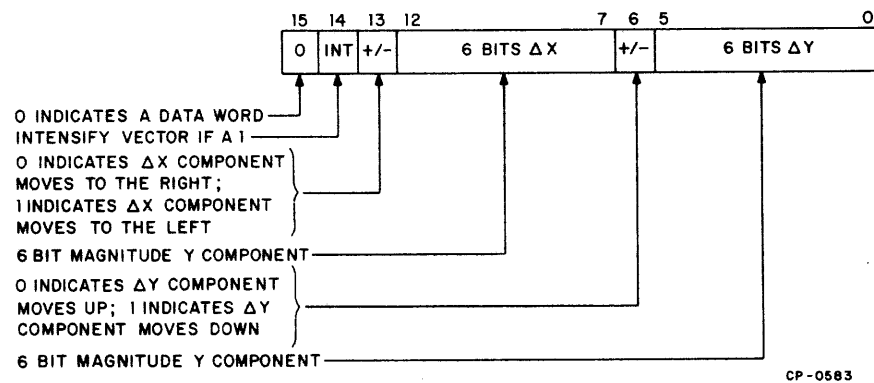 15 14 13 12 7 6 5 0
0 INT +/- 6 BITS ΔX +/- 6 BITS ΔY
0 INDICATES A DATA WORD
INTENSIFY VECTOR IF A 1
0 INDICATES ΔX COMPONENT
MOVES TO THE RIGHT;
1 INDICATES ΔX COMPONENT
MOVES TO THE LEFT
6 BIT MAGNITUDE Y COMPONENT
0 INDICATES ΔY COMPONENT
MOVES UP; 1 INDICATES ΔY
COMPONENT MOVES DOWN
6 BIT MAGNITUDE Y COMPONENT
CP-0583